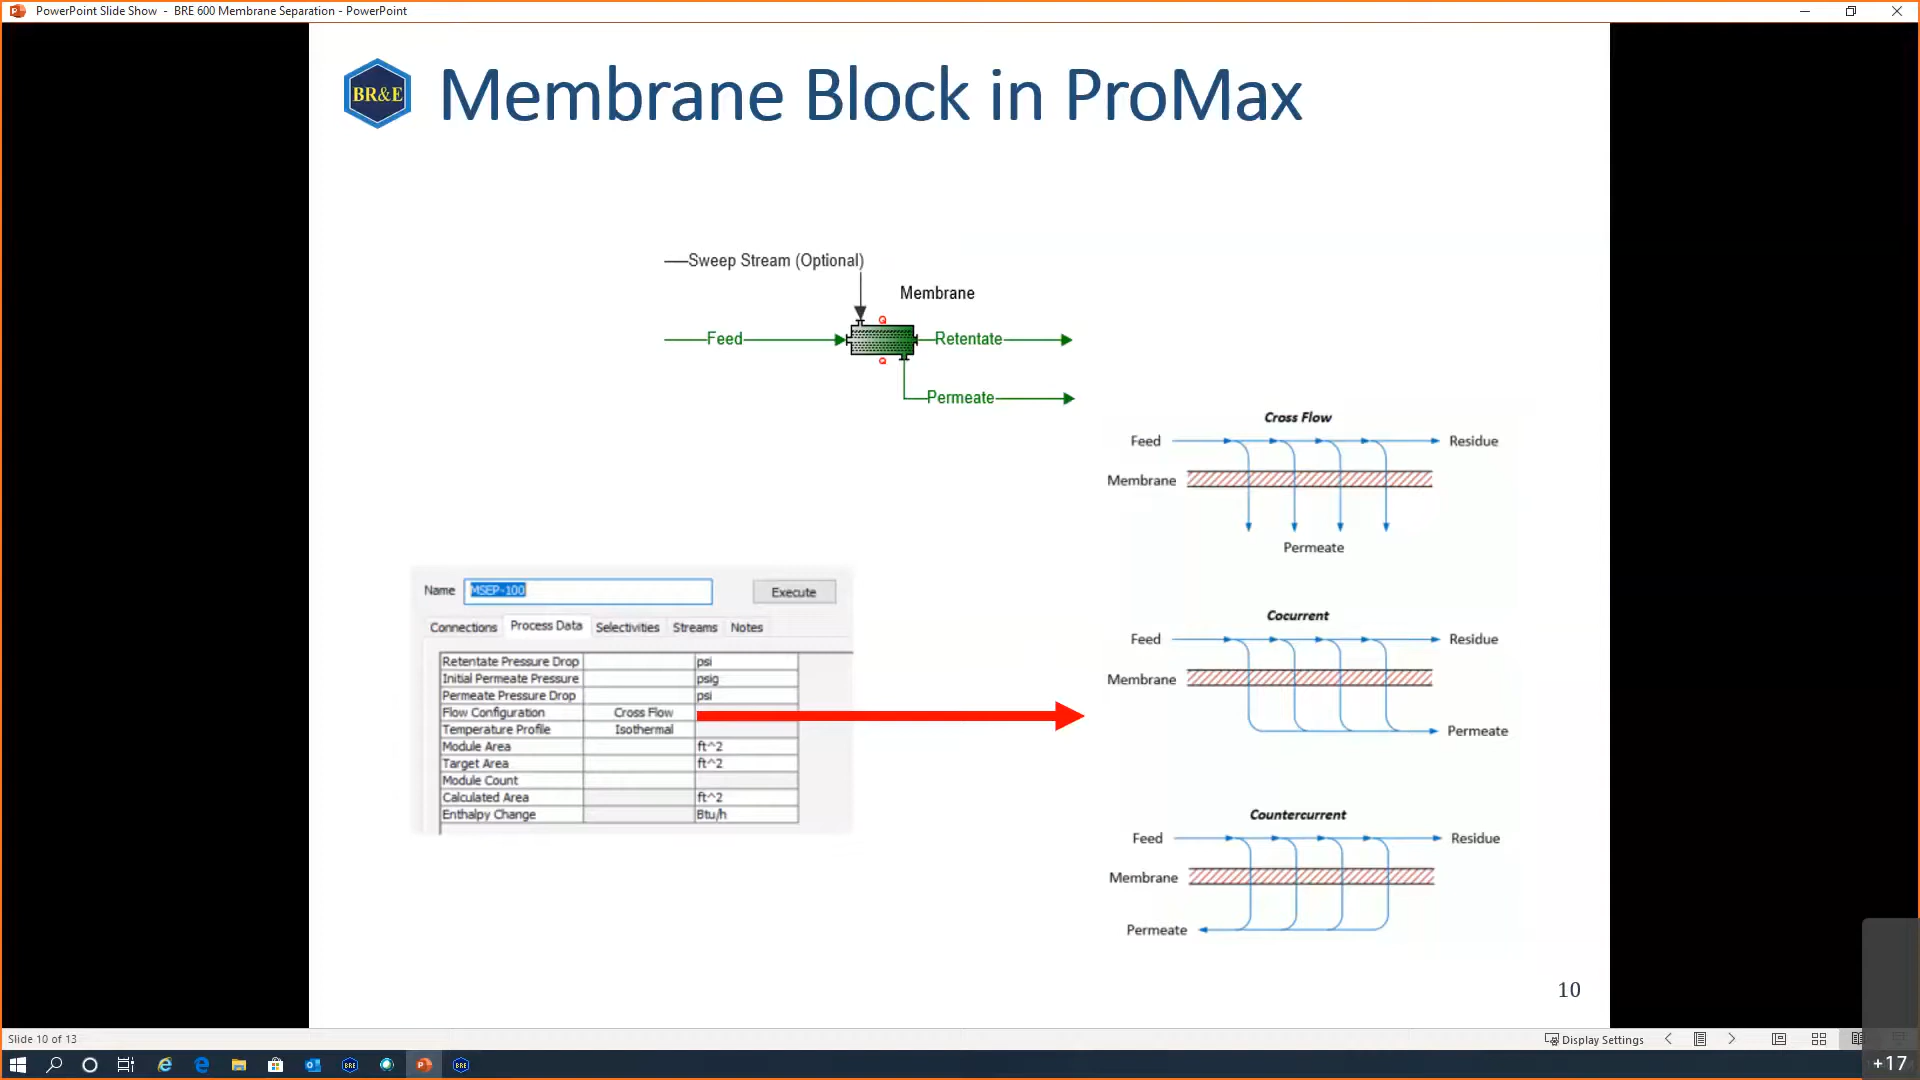 PowerPoint Slide Show - BRE 600 Membrane Separation - PowerPoint
BR&E
Membrane Block in ProMax
Sweep Stream (Optional)
Membrane
Q
Feed
Retentate
Q
Permeate
Cross Flow
Feed
Residue
Membrane
Permeate
Cocurrent
Feed
Residue
Membrane
Permeate
Countercurrent
Feed
Residue
Membrane
Permeate
Name MSEP-100 Execute
Connections Process Data Selectivities Streams Notes
Retentate Pressure Drop psi
Initial Permeate Pressure psig
Permeate Pressure Drop psi
Flow Configuration Cross Flow
Temperature Profile Isothermal
Module Area ft^2
Target Area ft^2
Module Count
Calculated Area ft^2
Enthalpy Change Btu/h
10
Slide 10 of 13
Display Settings
BRE
BRE
+17